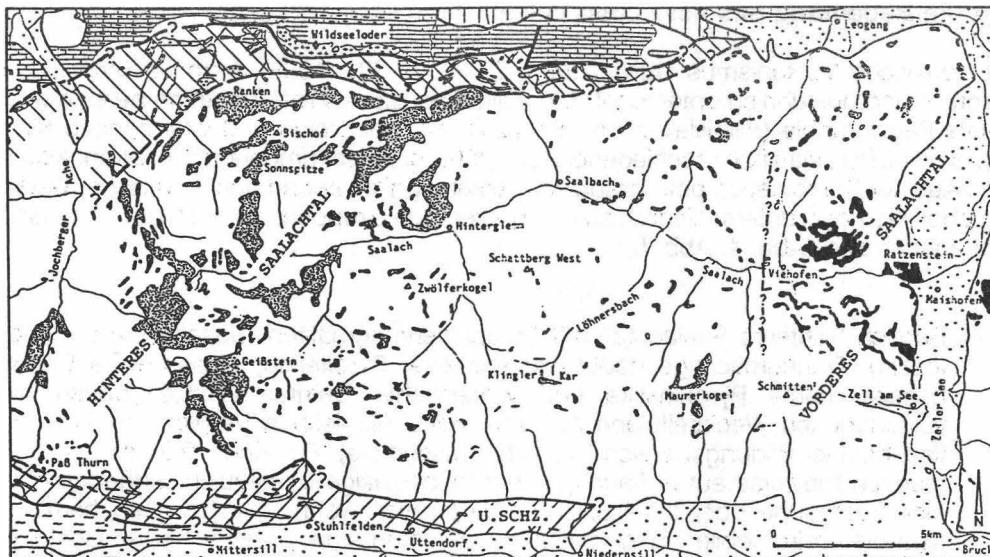 Leogang
Wildseeloder
Ranken
Bischof
Sonnspitze
Jochberger Ache
SAALACHTAL
Saalbach
SAALACHTAL
Saalach
Hintergle
Schattberg West
Zwölferkogel
Saalach
Viehofen
Ratzenstein
Maishofen
Löhnersbach
HINTERES
Geißstein
Klingler Kar
Maurerkogel
Schmitten
VORDERES
Zell am See
Zeller
Paß Thurn
U.SCHZ
N
Stuhlfelden
Uttendorf
Mittersill
Niedernsill
0 5km
Bruck